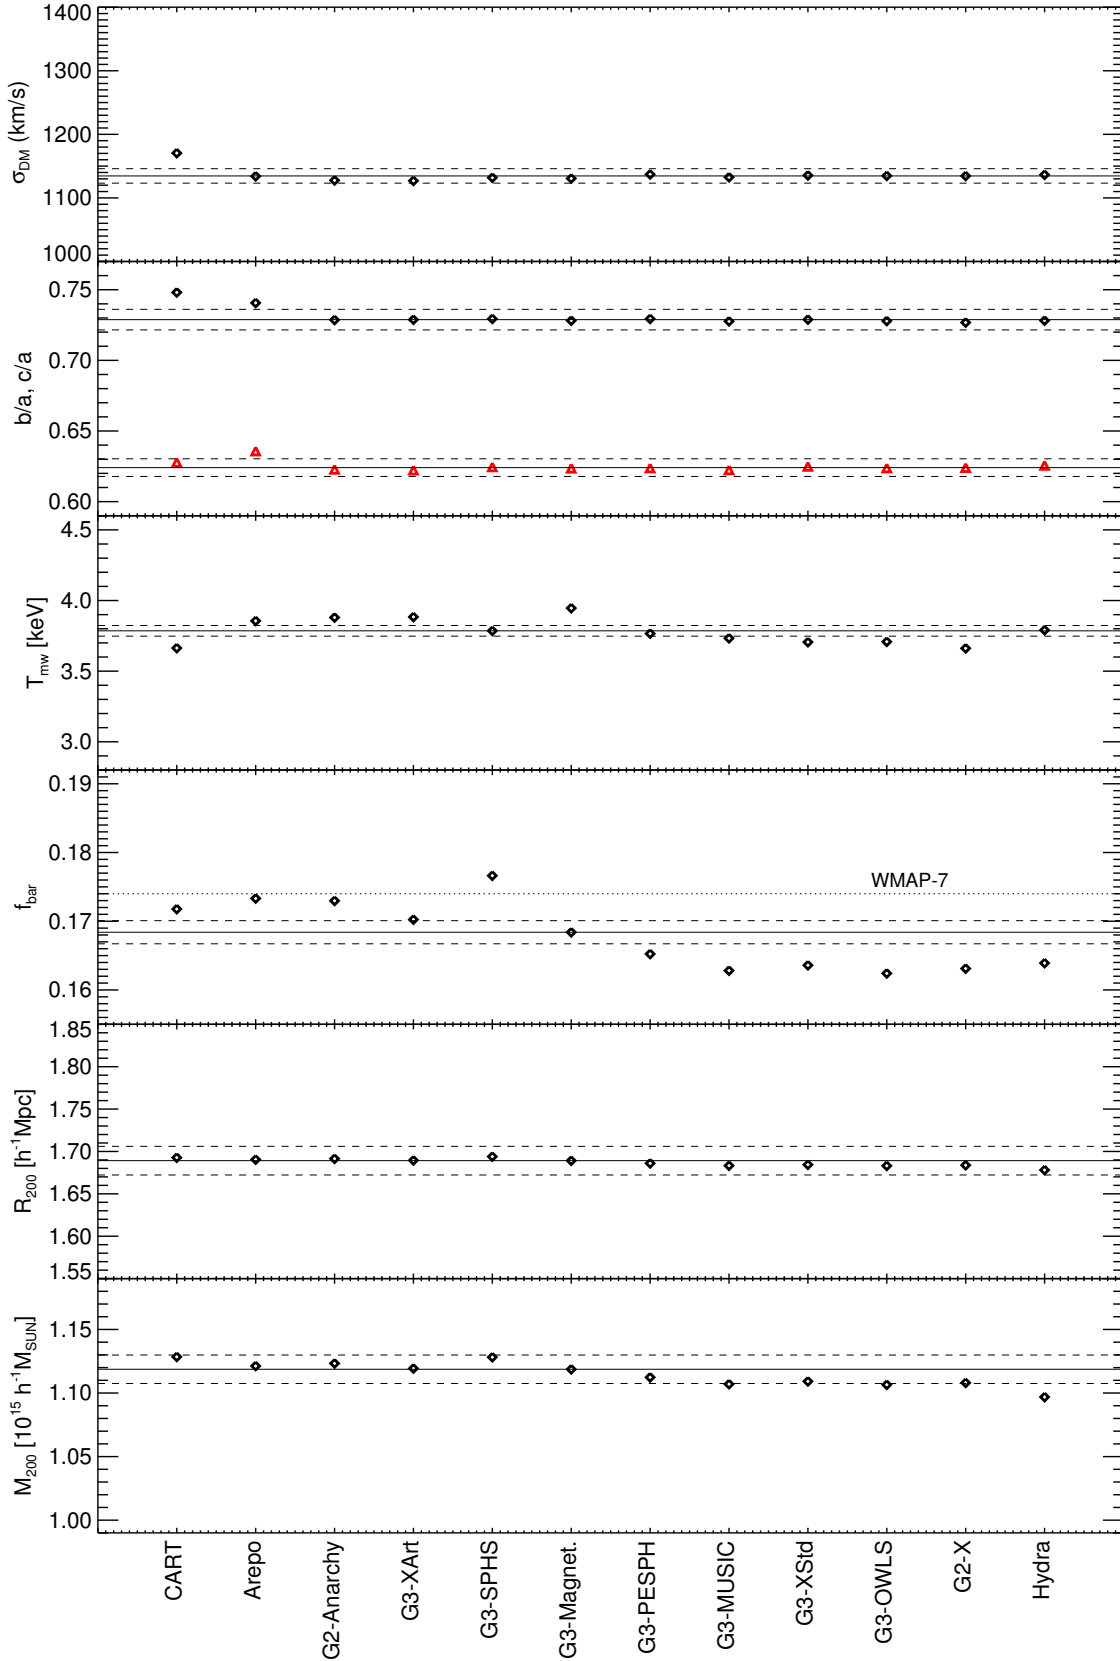 1400
1300
1200
1100
1000
σDM (km/s)
0.75
0.70
0.65
0.60
b/a, c/a
4.5
4.0
3.5
3.0
Tmw [keV]
0.19
0.18
0.17
0.16
fbar
WMAP-7
1.85
1.80
1.75
1.70
1.65
1.60
1.55
R200 [h-1Mpc]
1.15
1.10
1.05
1.00
M200 [10^15 h-1MSUN]
CART
Arepo
G2-Anarchy
G3-XArt
G3-SPHS
G3-Magnet.
G3-PESPH
G3-MUSIC
G3-XStd
G3-OWLS
G2-X
Hydra